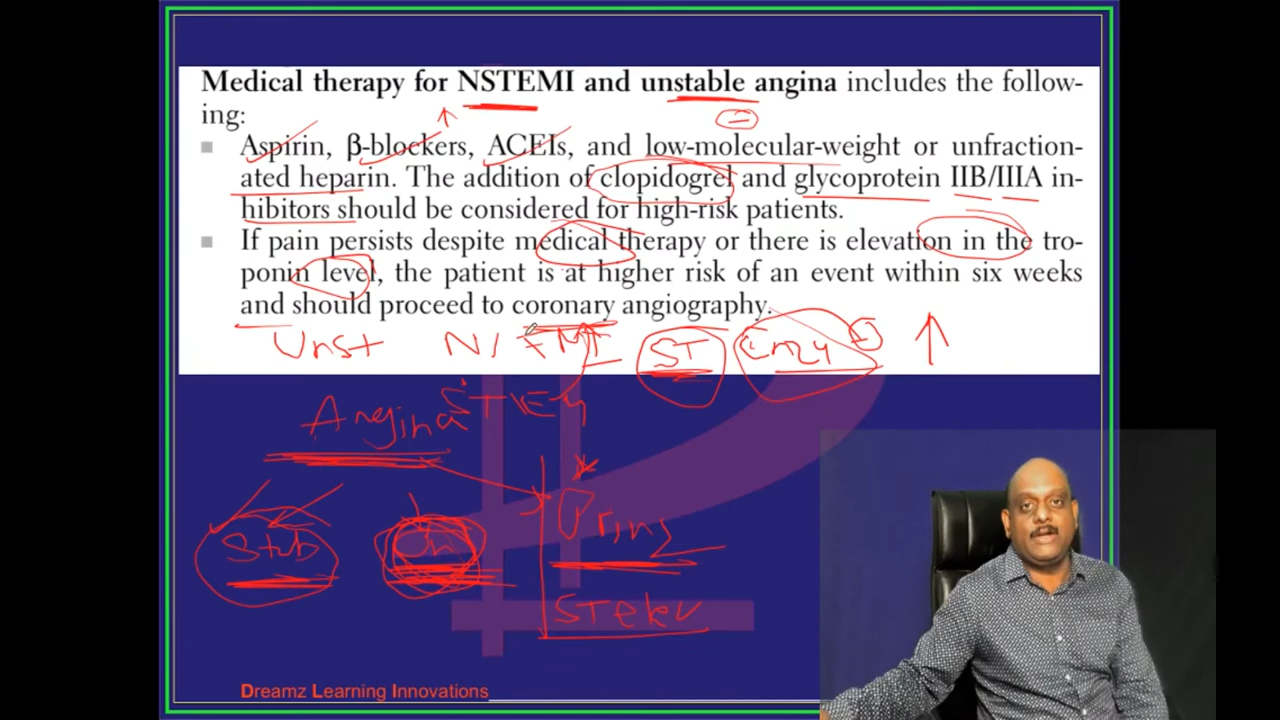 Medical therapy for NSTEMI and unstable angina includes the follow-
ing:
■ Aspirin, β-blockers, ACEIs, and low-molecular-weight or unfraction-
ated heparin. The addition of clopidogrel and glycoprotein IIB/IIIA in-
hibitors should be considered for high-risk patients.
■ If pain persists despite medical therapy or there is elevation in the tro-
ponin level, the patient is at higher risk of an event within six weeks
and should proceed to coronary angiography.
Unst ST Enzy
Angina
Stab Un Prinz
ST elev
Dreamz Learning Innovations